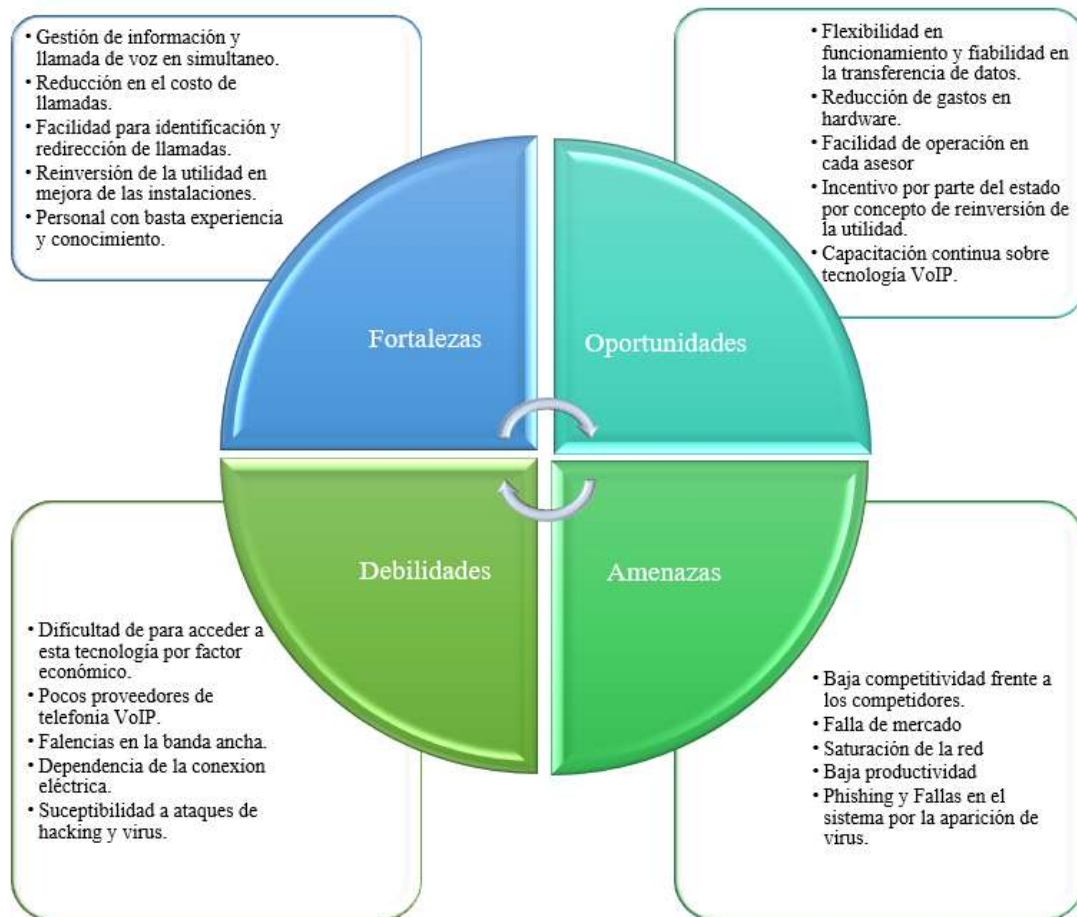 • Gestión de información y
llamada de voz en simultaneo.
• Reducción en el costo de
llamadas.
• Facilidad para identificación y
redirección de llamadas.
• Reinversión de la utilidad en
mejora de las instalaciones.
• Personal con basta experiencia
y conocimiento.
• Flexibilidad en
funcionamiento y fiabilidad en
la transferencia de datos.
• Reducción de gastos en
hardware.
• Facilidad de operación en
cada asesor
• Incentivo por parte del estado
por concepto de reinversión de
la utilidad.
• Capacitación continua sobre
tecnología VoIP.
Fortalezas
Oportunidades
Debilidades
Amenazas
• Dificultad de para acceder a
esta tecnología por factor
económico.
• Pocos proveedores de
telefonía VoIP.
• Falencias en la banda ancha.
• Dependencia de la conexion
eléctrica.
• Suceptibilidad a ataques de
hacking y virus.
• Baja competitividad frente a
los competidores.
• Falla de mercado
• Saturación de la red
• Baja productividad
• Phishing y Fallas en el
sistema por la aparición de
virus.